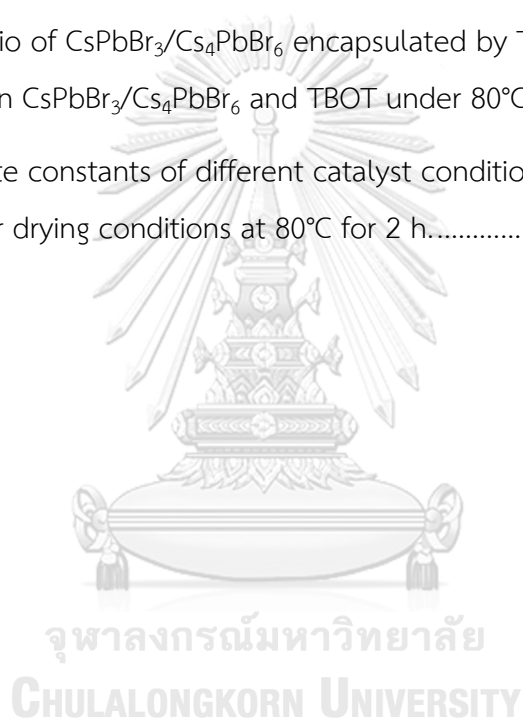 io of CsPbBr₃/Cs₄PbBr₆ encapsulated by T
n CsPbBr₃/Cs₄PbBr₆ and TBOT under 80°C
te constants of different catalyst conditio
r drying conditions at 80°C for 2 h..............
จุฬาลงกรณ์มหาวิทยาลัย
CHULALONGKORN UNIVERSITY